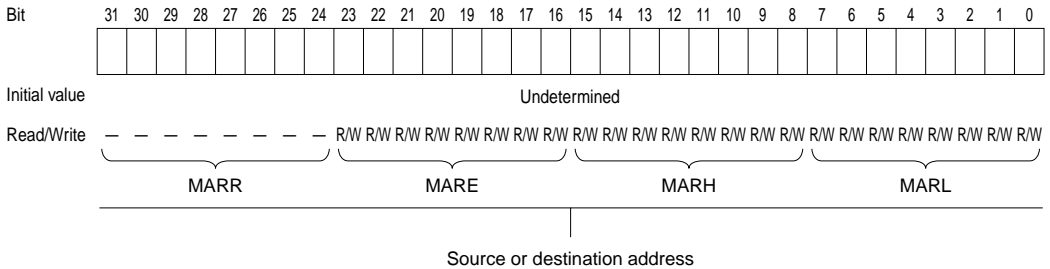 Bit 31 30 29 28 27 26 25 24 23 22 21 20 19 18 17 16 15 14 13 12 11 10 9 8 7 6 5 4 3 2 1 0
Initial value Undetermined
Read/Write — — — — — — — — R/W R/W R/W R/W R/W R/W R/W R/W R/W R/W R/W R/W R/W R/W R/W R/W R/W R/W R/W R/W R/W R/W R/W R/W
MARR MARE MARH MARL
Source or destination address